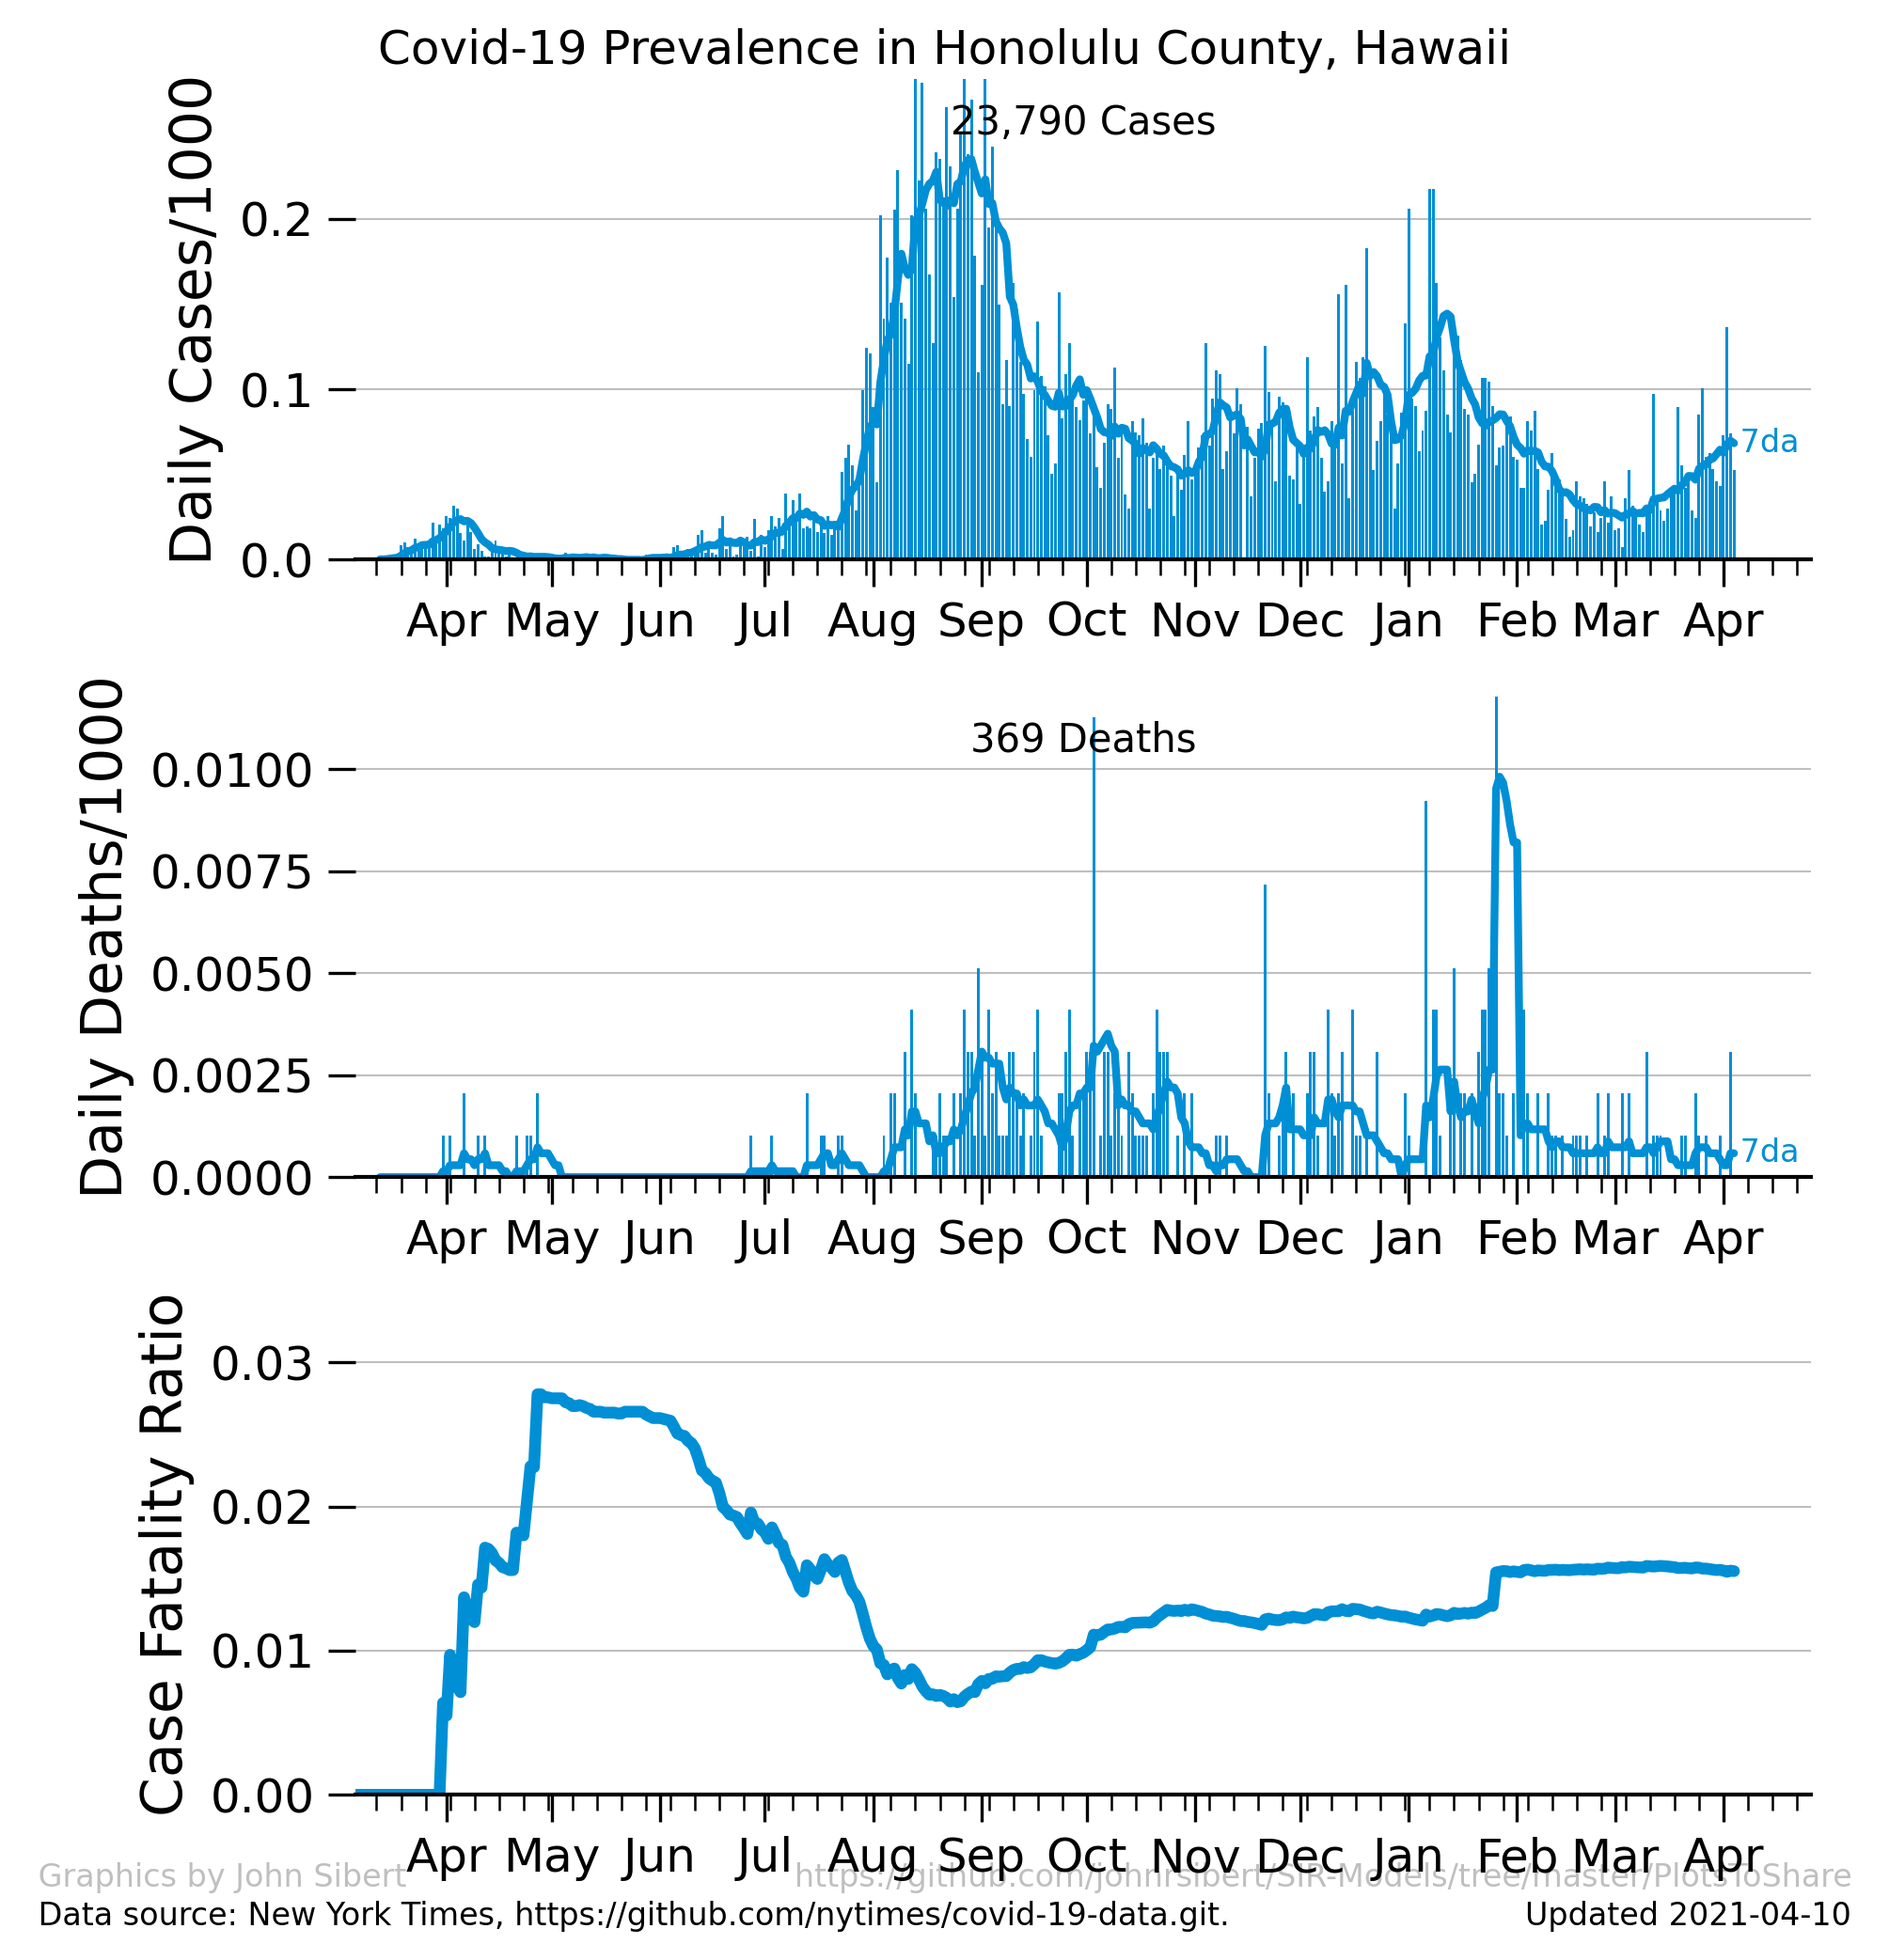 Covid-19 Prevalence in Honolulu County, Hawaii
Daily Cases/1000
23,790 Cases
0.2
0.1
0.0
7da
Apr May Jun Jul Aug Sep Oct Nov Dec Jan Feb Mar Apr
Daily Deaths/1000
369 Deaths
0.0100
0.0075
0.0050
0.0025
0.0000
7da
Apr May Jun Jul Aug Sep Oct Nov Dec Jan Feb Mar Apr
Case Fatality Ratio
0.03
0.02
0.01
0.00
Apr May Jun Jul Aug Sep Oct Nov Dec Jan Feb Mar Apr
Graphics by John Sibert https://github.com/johnrsibert/SIR-Models/tree/master/PlotsToShare
Data source: New York Times, https://github.com/nytimes/covid-19-data.git. Updated 2021-04-10